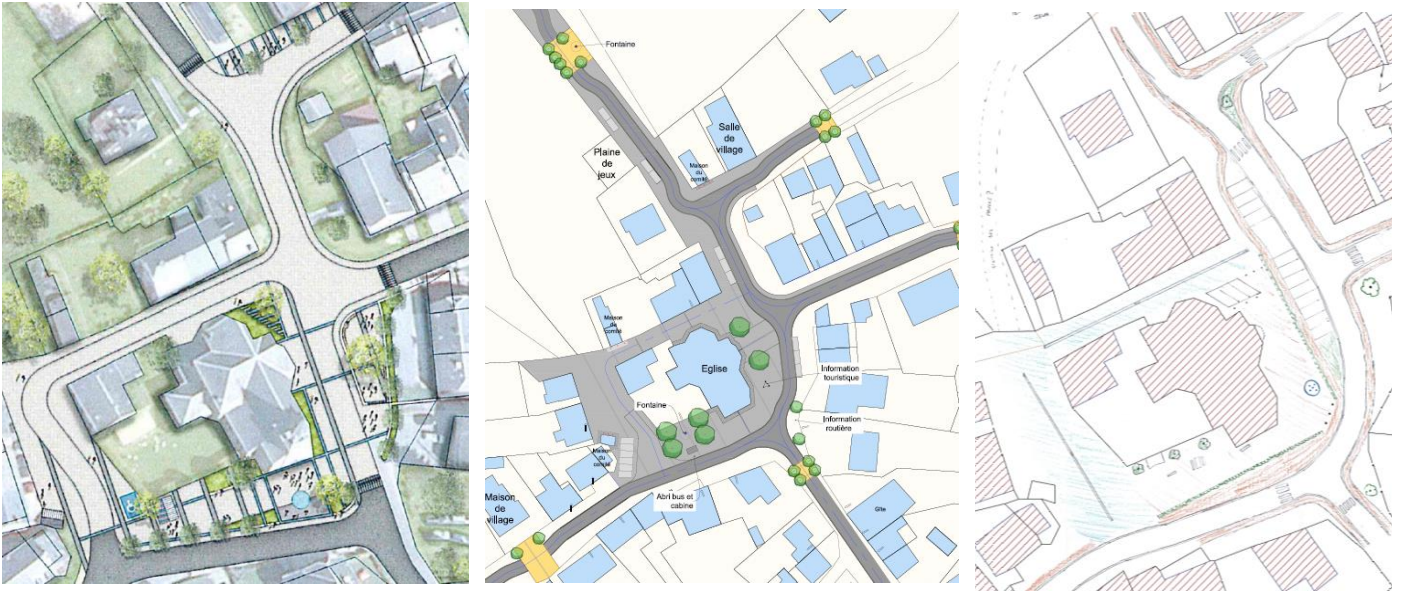 Fontaine
Salle
de
village
Maison
du
comité
Plaine
de
jeux
Maison
de
comité
Eglise
Information
touristique
Fontaine
Information
routière
Maison
du
comité
Abri bus et
cabine
Maison
de
village
Gîte